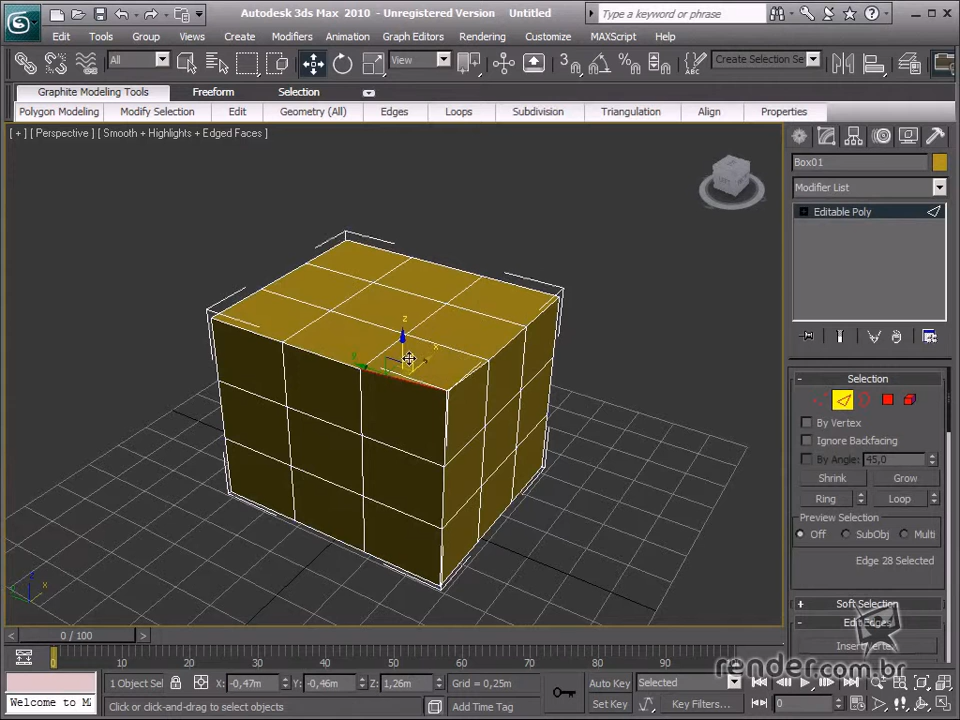 Autodesk 3ds Max 2010 - Unregistered Version Untitled
Type a keyword or phrase
Edit Tools Group Views Create Modifiers Animation Graph Editors Rendering Customize MAXScript Help
All View 3 Create Selection Se
Graphite Modeling Tools Freeform Selection
Polygon Modeling Modify Selection Edit Geometry (All) Edges Loops Subdivision Triangulation Align Properties
[ + ] [ Perspective ] [ Smooth + Highlights + Edged Faces ]
Box01
Modifier List
Editable Poly
z
x
y
- Selection
By Vertex
Ignore Backfacing
By Angle: 45,0
Shrink Grow
Ring Loop
Preview Selection
Off SubObj Multi
Edge 28 Selected
+ Soft Selection
- Edit Edges
Insert Vertex
z
x
< 0 / 100 >
0 10 20 30 40 50 60 70 80 90
render.com.br
1 Object Sel X: -0,47m Y: -0,46m Z: 1,26m Grid = 0,25m Auto Key Selected
Welcome to M
Click or click-and-drag to select objects Add Time Tag Set Key Key Filters... 0